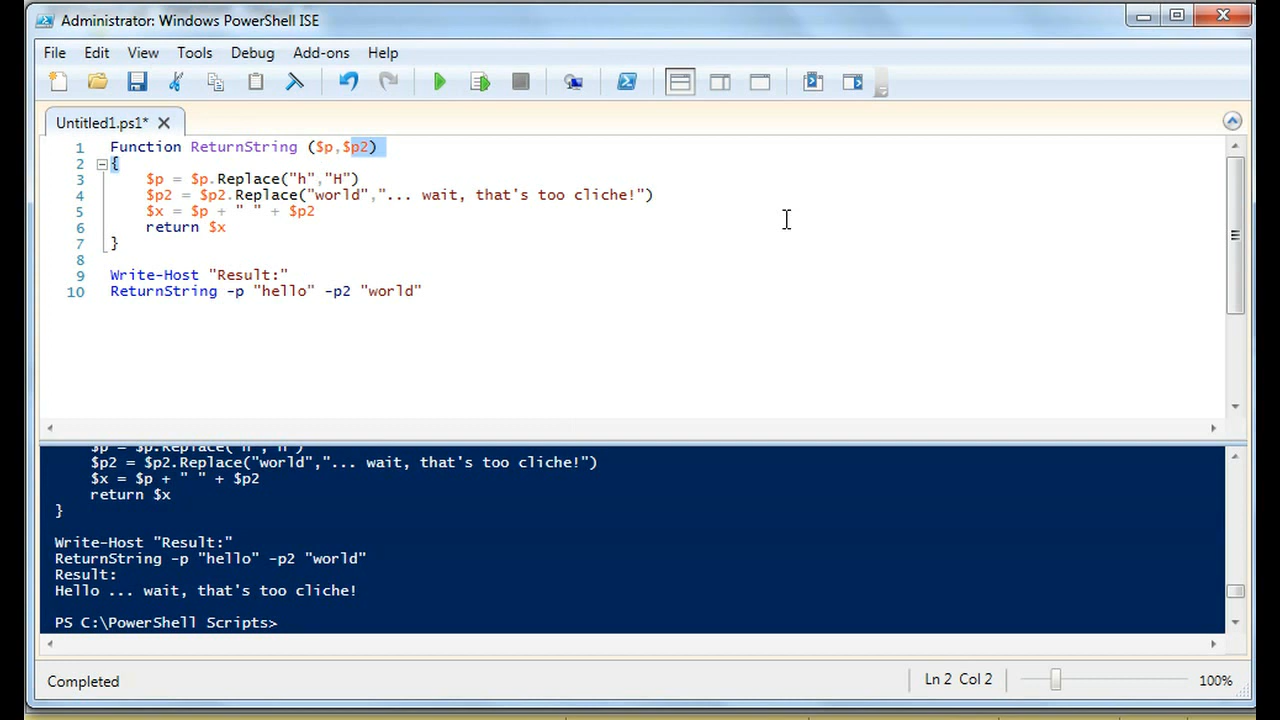 Administrator: Windows PowerShell ISE
File Edit View Tools Debug Add-ons Help
Untitled1.ps1*
1 Function ReturnString ($p,$p2)
2 {
3 $p = $p.Replace("h","H")
4 $p2 = $p2.Replace("world","... wait, that's too cliche!")
5 $x = $p + " " + $p2
6 return $x
7 }
8
9 Write-Host "Result:"
10 ReturnString -p "hello" -p2 "world"
$p = $p.Replace("h","H")
$p2 = $p2.Replace("world","... wait, that's too cliche!")
$x = $p + " " + $p2
return $x
}
Write-Host "Result:"
ReturnString -p "hello" -p2 "world"
Result:
Hello ... wait, that's too cliche!
PS C:\PowerShell Scripts>
Completed Ln 2 Col 2 100%